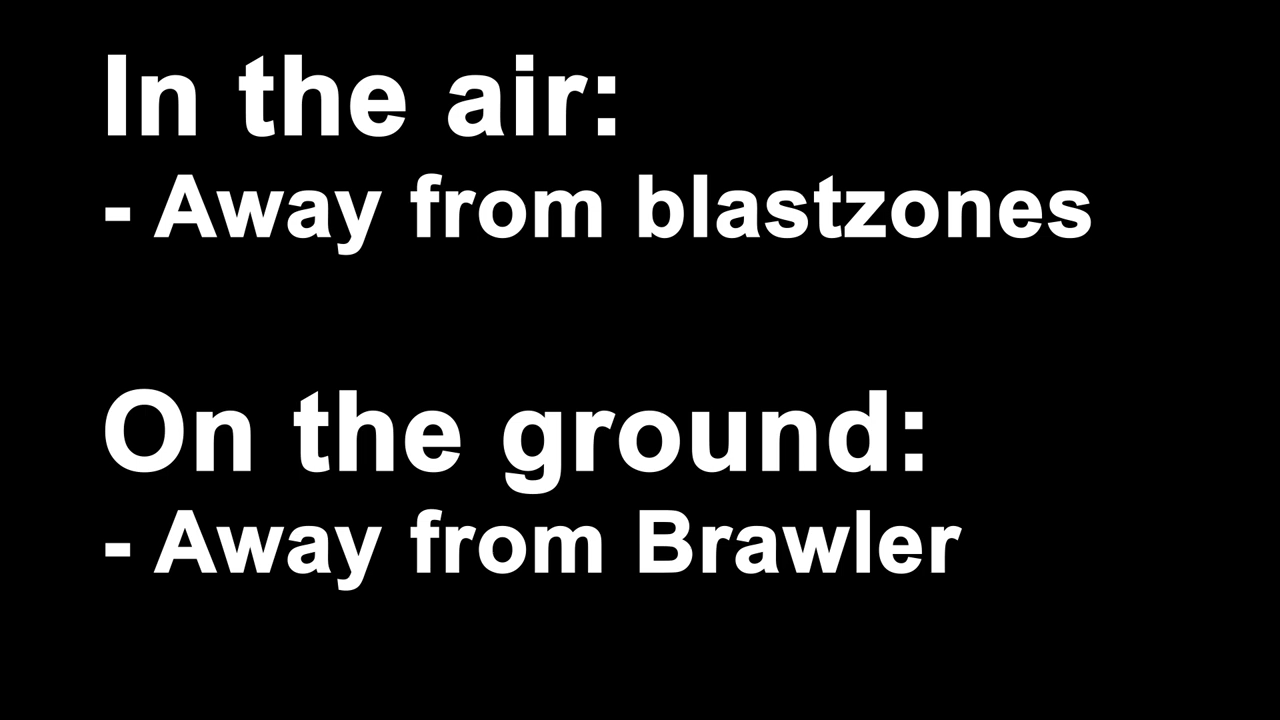 In the air:
- Away from blastzones
On the ground:
- Away from Brawler